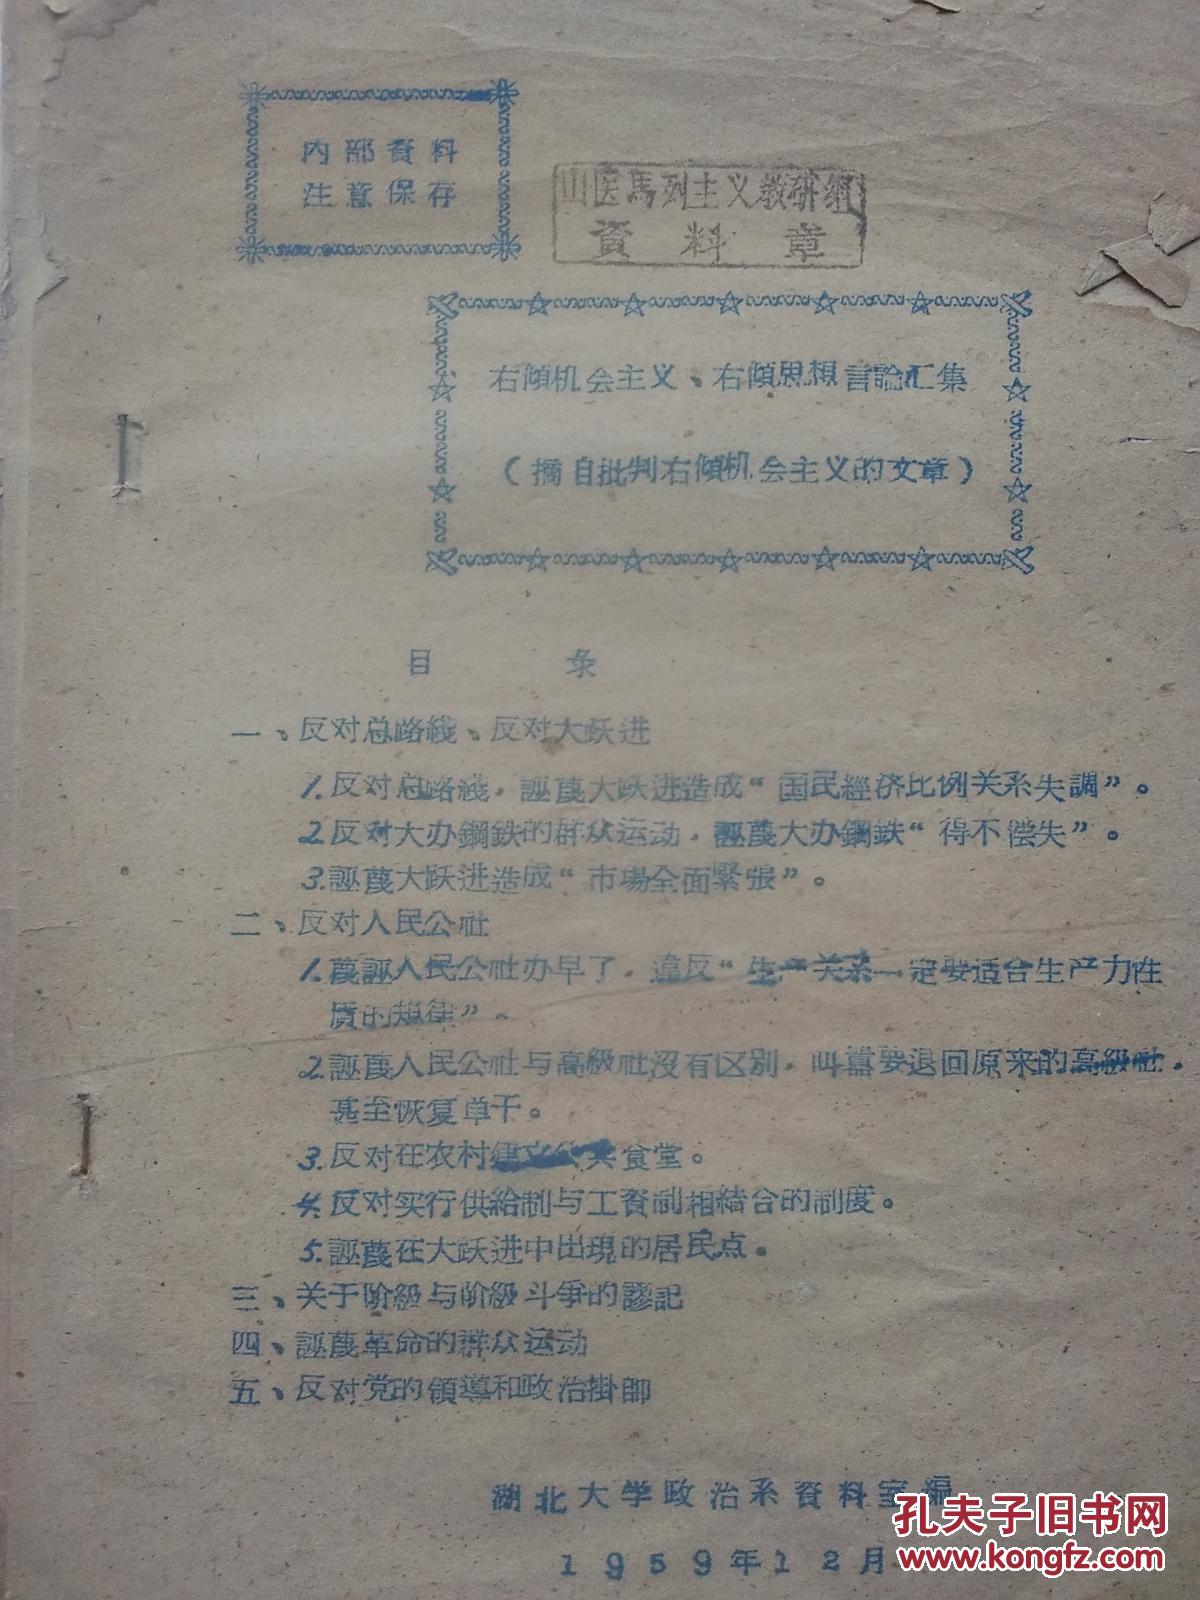 内部資料
注意保存
山医馬列主义教研組
資料章
右傾机会主义、右傾思想言論汇集
(摘自批判右傾机会主义的文章)
目录
一、反对总路綫、反对大跃进
1.反对总路綫，誣蔑大跃进造成“国民經济比例关系失調”。
2.反对大办鋼鉄的群众运动，誣蔑大办鋼鉄“得不偿失”。
3.誣蔑大跃进造成“市場全面緊張”。
二、反对人民公社
1.蔑誣人民公社办早了，違反“生产关系一定要适合生产力性
质的規律”。
2.誣蔑人民公社与高級社沒有区別，叫囂要退回原来的高級社，
甚至恢复单干。
3.反对在农村建立公共食堂。
4.反对实行供給制与工資制相結合的制度。
5.誣蔑在大跃进中出現的居民点。
三、关于阶級与阶級斗爭的謬記
四、誣蔑革命的群众运动
五、反对党的領導和政治掛帥
湖北大学政治系資料室編
1959年12月
孔夫子旧书网
www.kongfz.com